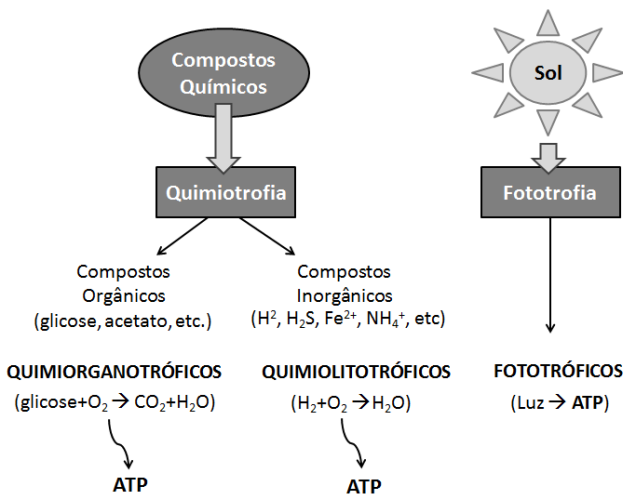 Compostos
Químicos
Sol
Quimiotrofia
Fototrofia
Compostos
Orgânicos
(glicose, acetato, etc.)
Compostos
Inorgânicos
(H², H₂S, Fe²⁺, NH₄⁺, etc)
QUIMIORGANOTRÓFICOS
(glicose+O₂ → CO₂+H₂O)
ATP
QUIMIOLITOTRÓFICOS
(H₂+O₂ →H₂O)
ATP
FOTOTRÓFICOS
(Luz → ATP)